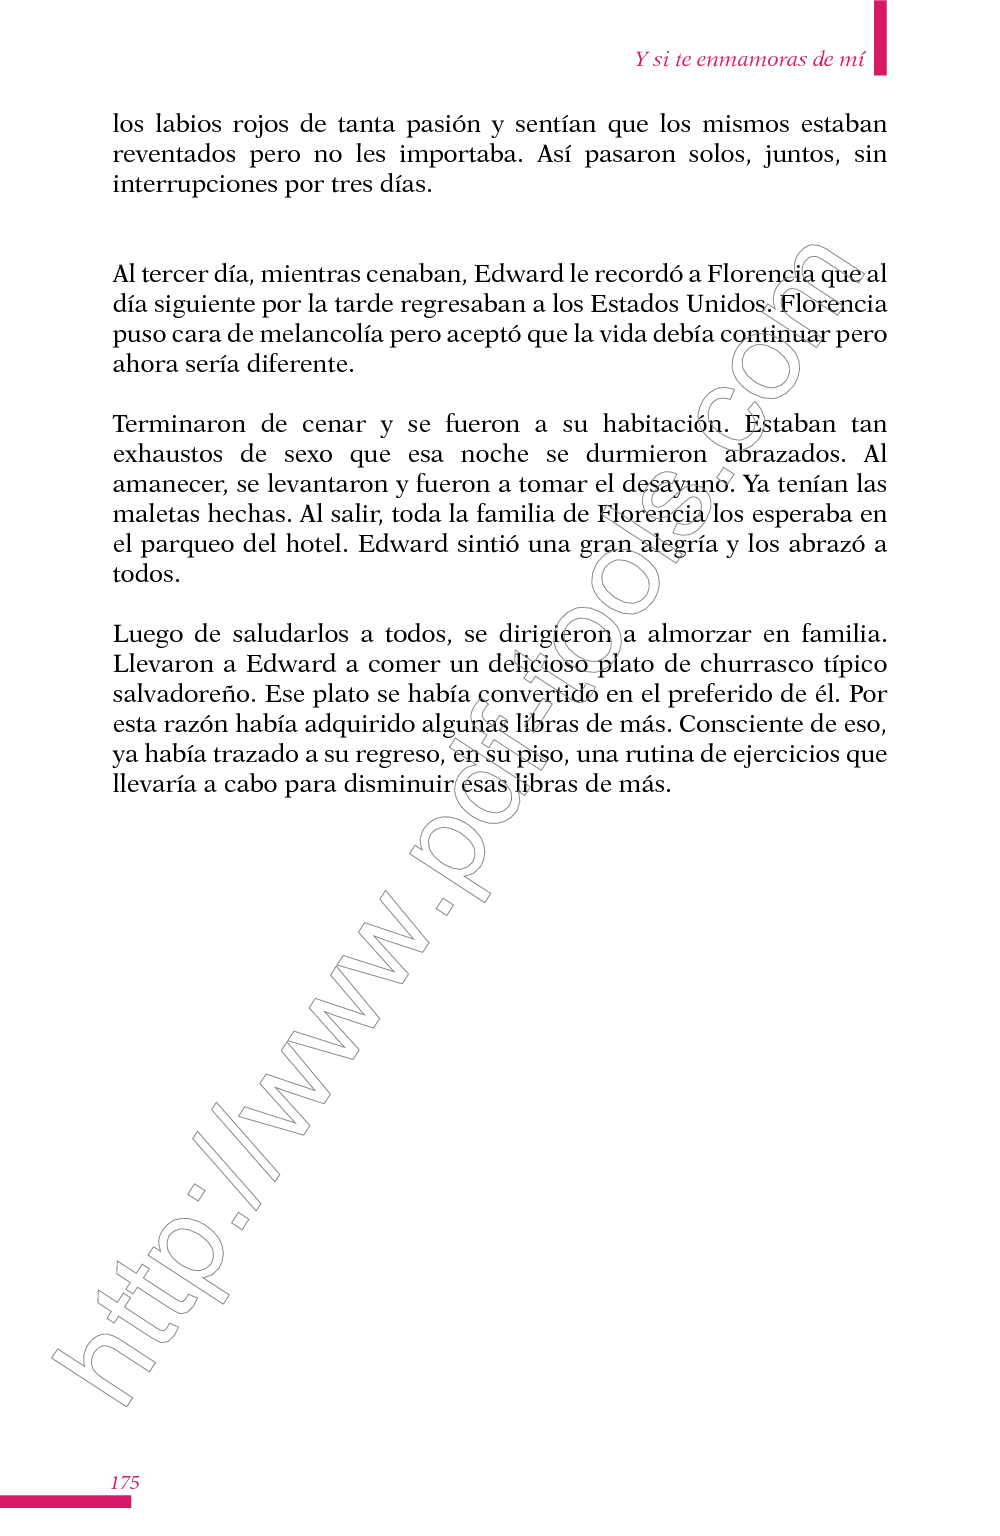 Y si te enmamoras de mí
los labios rojos de tanta pasión y sentían que los mismos estaban
reventados pero no les importaba. Así pasaron solos, juntos, sin
interrupciones por tres días.
Al tercer día, mientras cenaban, Edward le recordó a Florencia que al
día siguiente por la tarde regresaban a los Estados Unidos. Florencia
puso cara de melancolía pero aceptó que la vida debía continuar pero
ahora sería diferente.
Terminaron de cenar y se fueron a su habitación. Estaban tan
exhaustos de sexo que esa noche se durmieron abrazados. Al
amanecer, se levantaron y fueron a tomar el desayuno. Ya tenían las
maletas hechas. Al salir, toda la familia de Florencia los esperaba en
el parqueo del hotel. Edward sintió una gran alegría y los abrazó a
todos.
Luego de saludarlos a todos, se dirigieron a almorzar en familia.
Llevaron a Edward a comer un delicioso plato de churrasco típico
salvadoreño. Ese plato se había convertido en el preferido de él. Por
esta razón había adquirido algunas libras de más. Consciente de eso,
ya había trazado a su regreso, en su piso, una rutina de ejercicios que
llevaría a cabo para disminuir esas libras de más.
http://www.pdf-tools.com
175